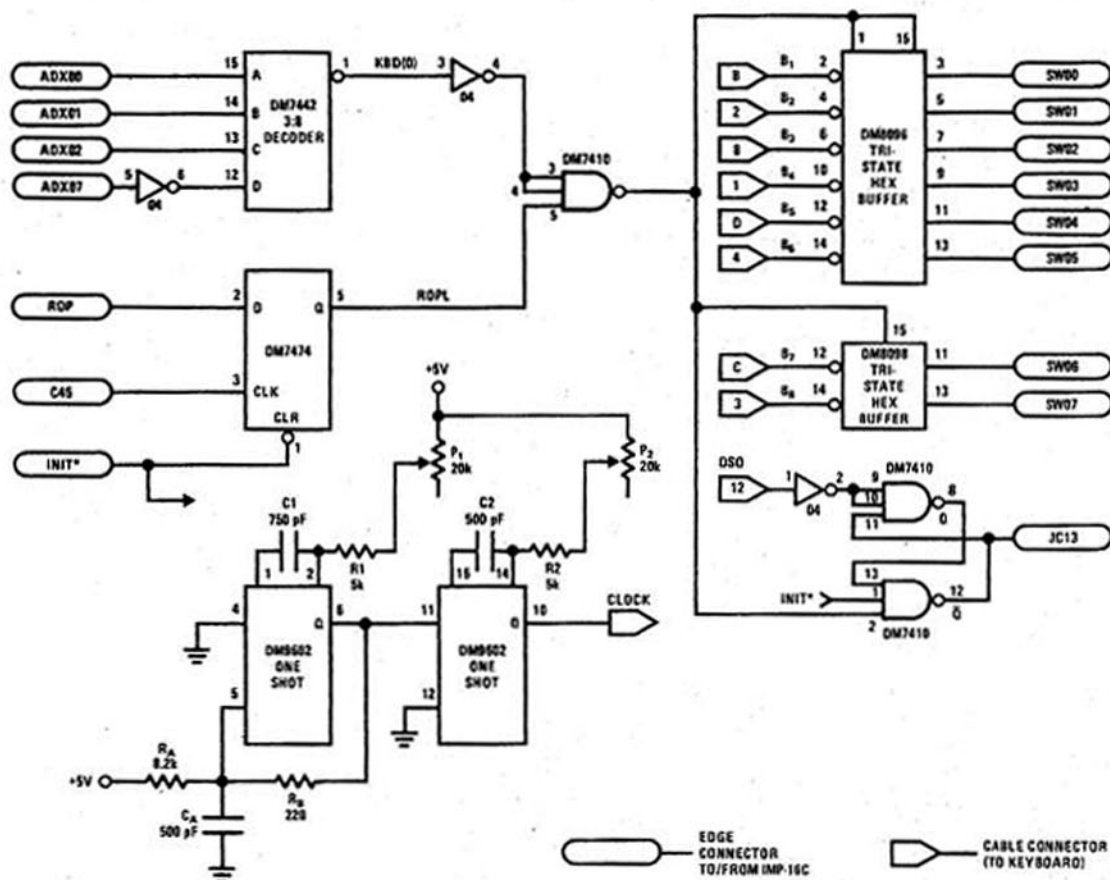 ADX00
ADX01
ADX02
ADX07
15
14
13
12
5
6
04
A
B
C
D
DM7442
3:8
DECODER
1
KBD(0)
3
4
04
DM7410
3
4
5
RDP
C45
INIT*
2
3
D
Q
DM7474
CLK
CLR
1
5
RDPL
1
15
B
2
8
1
D
4
B1
B2
B3
B4
B5
B6
2
4
6
10
12
14
DM8096
TRI-
STATE
HEX
BUFFER
3
5
7
9
11
13
SW00
SW01
SW02
SW03
SW04
SW05
15
C
3
B7
B8
12
14
DM8098
TRI-
STATE
HEX
BUFFER
11
13
SW06
SW07
+5V
P1
20k
P2
20k
C1
750 pF
1
2
R1
5k
C2
500 pF
15
14
R2
5k
4
5
6
Q
DM9602
ONE
SHOT
11
12
10
DM9602
ONE
SHOT
CLOCK
+5V
RA
8.2k
RB
220
CA
500 pF
DSO
12
1
2
04
9
10
11
DM7410
8
Q
JC13
INIT*
13
1
2
12
Q̅
DM7410
EDGE
CONNECTOR
TO/FROM IMP-16C
CABLE CONNECTOR
(TO KEYBOARD)